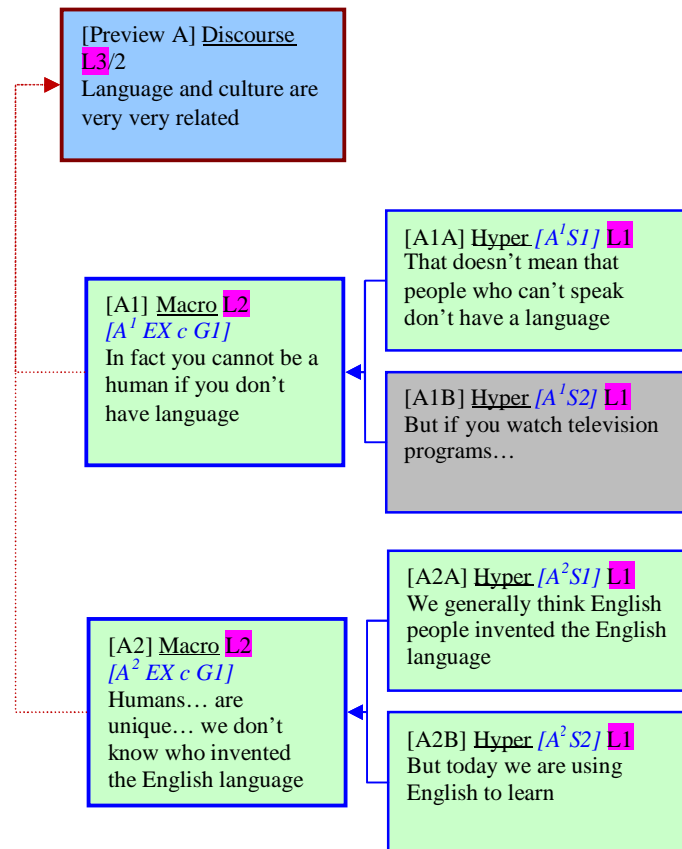 [Preview A] Discourse
L3/2
Language and culture are
very very related
[A1A] Hyper [A¹S1] L1
That doesn't mean that
people who can't speak
don't have a language
[A1] Macro L2
[A¹ EX c G1]
In fact you cannot be a
human if you don't
have language
[A1B] Hyper [A¹S2] L1
But if you watch television
programs…
[A2A] Hyper [A²S1] L1
We generally think English
people invented the English
language
[A2] Macro L2
[A² EX c G1]
Humans… are
unique… we don't
know who invented
the English language
[A2B] Hyper [A²S2] L1
But today we are using
English to learn